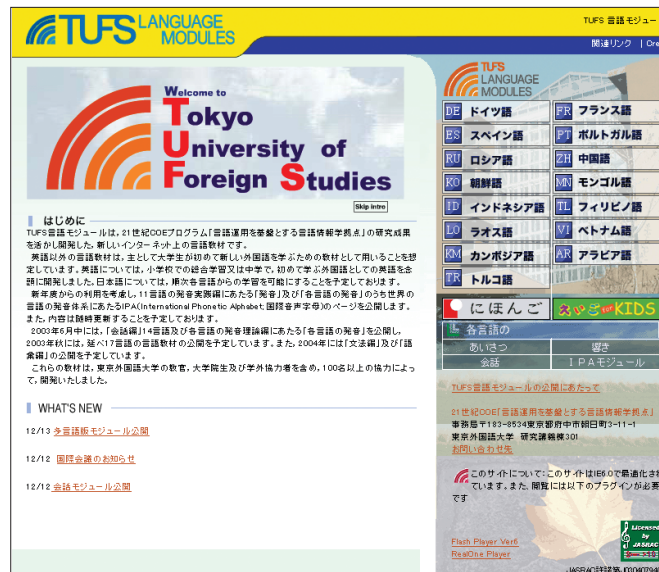 TUFS LANGUAGE
MODULES
TUFS 言語モジュー
関連リンク | Cre
Welcome to
Tokyo
University of
Foreign Studies
Skip Intro
はじめに
TUFS言語モジュールは、21世紀COEプログラム「言語運用を基盤とする言語情報学拠点」の研究成果
を活かし開発した、新しいインターネット上の言語教材です。
英語以外の言語教材は、主として大学生が初めて新しい外国語を学ぶための教材として用いることを想
定しています。英語については、小学校での総合学習又は中学で、初めて学ぶ外国語としての英語を念
頭に開発しました。日本語については、順次各言語からの学習を可能にすることを予定しております。
新年度からの利用を考慮し、11言語の発音実践編にあたる「発音」及び「各言語の発音」のうち世界の
言語の発音体系にあたるIPA(International Phonetic Alphabet:国際音声字母)のページを公開します。
また、内容は随時更新することを予定しております。
2003年6月中には、「会話編」14言語及び各言語の発音理論編にあたる「各言語の発音」を公開し、
2003年秋には、延べ17言語の言語教材の公開を予定しています。また、2004年には「文法編」及び「語
彙編」の公開を予定しています。
これらの教材は、東京外国語大学の教官、大学院生及び学外協力者を含め、100名以上の協力によっ
て、開発いたしました。
WHAT'S NEW
12/13 多言語版モジュール公開
12/12 国際会議のお知らせ
12/12 会話モジュール公開
TUFS
LANGUAGE
MODULES
DE ドイツ語 FR フランス語
ES スペイン語 PT ポルトガル語
RU ロシア語 ZH 中国語
KO 朝鮮語 MN モンゴル語
ID インドネシア語 TL フィリピノ語
LO ラオス語 VI ベトナム語
KM カンボジア語 AR アラビア語
TR トルコ語
にほんご えいごforKIDS
各言語の
あいさつ 響き
会話 IPAモジュール
TUFS言語モジュールの公開にあたって
21世紀COE「言語運用を基盤とする言語情報学拠点」
事務局〒183-8534東京都府中市朝日町3-11-1
東京外国語大学 研究講義棟301
お問い合わせ先
このサイトについて:このサイトはIE6.0で最適化され
ています。また、閲覧には以下のプラグインが必要
です
Flash Player Ver6
RealOne Player
Licensed
by
JASRAC